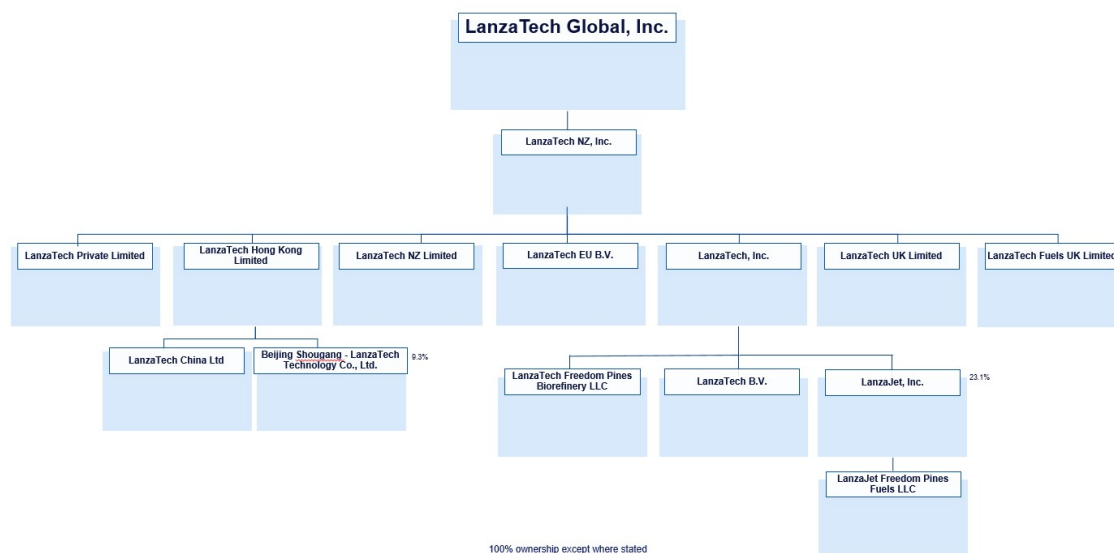 LanzaTech Global, Inc.
LanzaTech NZ, Inc.
LanzaTech Private Limited
LanzaTech Hong Kong
Limited
LanzaTech NZ Limited
LanzaTech EU B.V.
LanzaTech, Inc.
LanzaTech UK Limited
LanzaTech Fuels UK Limited
LanzaTech China Ltd
Beijing Shougang - LanzaTech
Technology Co., Ltd.
9.3%
LanzaTech Freedom Pines
Biorefinery LLC
LanzaTech B.V.
LanzaJet, Inc.
23.1%
LanzaJet Freedom Pines
Fuels LLC
100% ownership except where stated